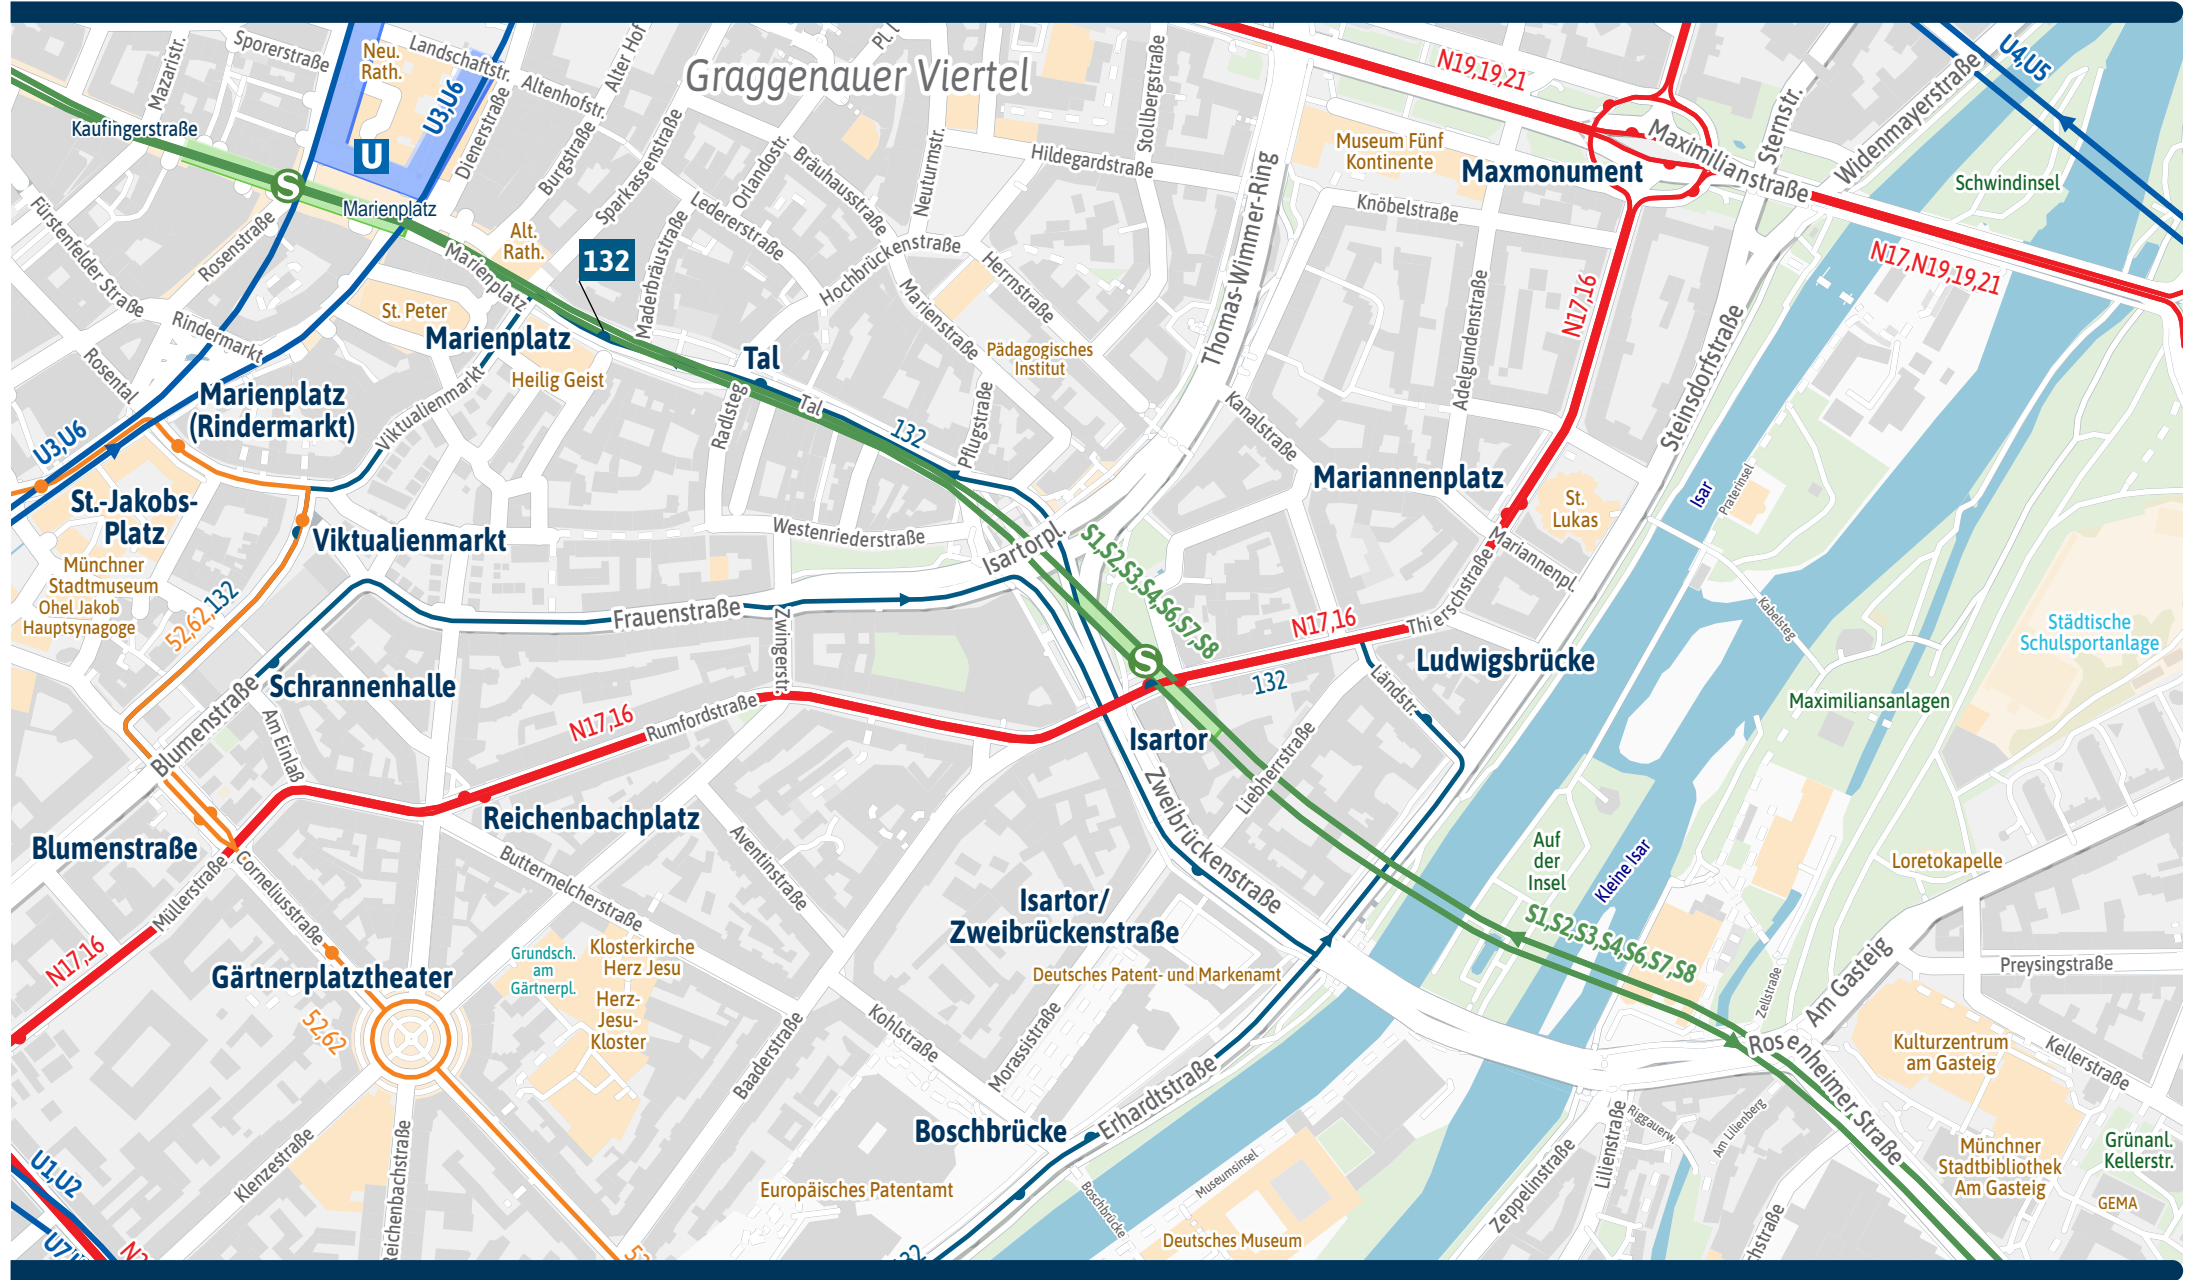 Sporerstraße
Neu.
Rath.
Landschaftstr.
Mazaristr.
Kaufingerstraße
U3,U6
Altenhofstr.
Alter Hof
Dienerstraße
Burgstraße
Sparkassenstraße
Graggenauer Viertel
Orlandostr.
Bräuhausstraße
Neuturmstr.
Hildegardstraße
Stollbergstraße
N19,19,21
Museum Fünf
Kontinente
Maxmonument
Maximilianstraße
Sternstr.
Widenmayerstraße
U4,U5
Schwindinsel
N17,N19,19,21
Knöbelstraße
U
S
Marienplatz
Fürstenfelder Straße
Rosenstraße
Alt.
Rath.
Marienplatz
132
Maderbräustraße
Ledererstraße
Hochbrückenstraße
Herrnstraße
Marienstraße
Thomas-Wimmer-Ring
Adelgundenstraße
N17,16
Steinsdorfstraße
St. Peter
Rindermarkt
Rosental
Marienplatz
Heilig Geist
Tal
Tal
Pädagogisches
Institut
Marienplatz
(Rindermarkt)
Viktualienmarkt
Radlsteg
132
Pflugstraße
Kanalstraße
Mariannenplatz
St.
Lukas
Isar
Praterinsel
U3,U6
St.-Jakobs-
Platz
Viktualienmarkt
Westenriederstraße
Isartorpl.
S1,S2,S3,S4,S6,S7,S8
Mariannenpl.
Thierschstraße
Münchner
Stadtmuseum
Ohel Jakob
Hauptsynagoge
52,62,132
Frauenstraße
Zwingerstr.
S
N17,16
132
Ludwigsbrücke
Ländstr.
Kabelsteg
Städtische
Schulsportanlage
Maximiliansanlagen
Schrannenhalle
Blumenstraße
Am Einlaß
N17,16
Rumfordstraße
Isartor
Liebherrstraße
Zweibrückenstraße
Reichenbachplatz
Blumenstraße
Müllerstraße
Corneliusstraße
Buttermelcherstraße
Aventinstraße
Isartor/
Zweibrückenstraße
Auf
der
Insel
Kleine Isar
Loretokapelle
S1,S2,S3,S4,S6,S7,S8
N17,16
Gärtnerplatztheater
Grundsch.
am
Gärtnerpl.
Klosterkirche
Herz Jesu
Herz-
Jesu-
Kloster
Deutsches Patent- und Markenamt
52,62
Kohlstraße
Morassistraße
Baaderstraße
Zellstraße
Am Gasteig
Preysingstraße
Rosenheimer Straße
Kulturzentrum
am Gasteig
Kellerstraße
Boschbrücke
Erhardtstraße
Klenzestraße
Reichenbachstraße
Europäisches Patentamt
Boschbrücke
Museumsinsel
Deutsches Museum
Zeppelinstraße
Lilienstraße
Riggauerw.
Am Lilienberg
Münchner
Stadtbibliothek
Am Gasteig
Grünanl.
Kellerstr.
GEMA
U1,U2